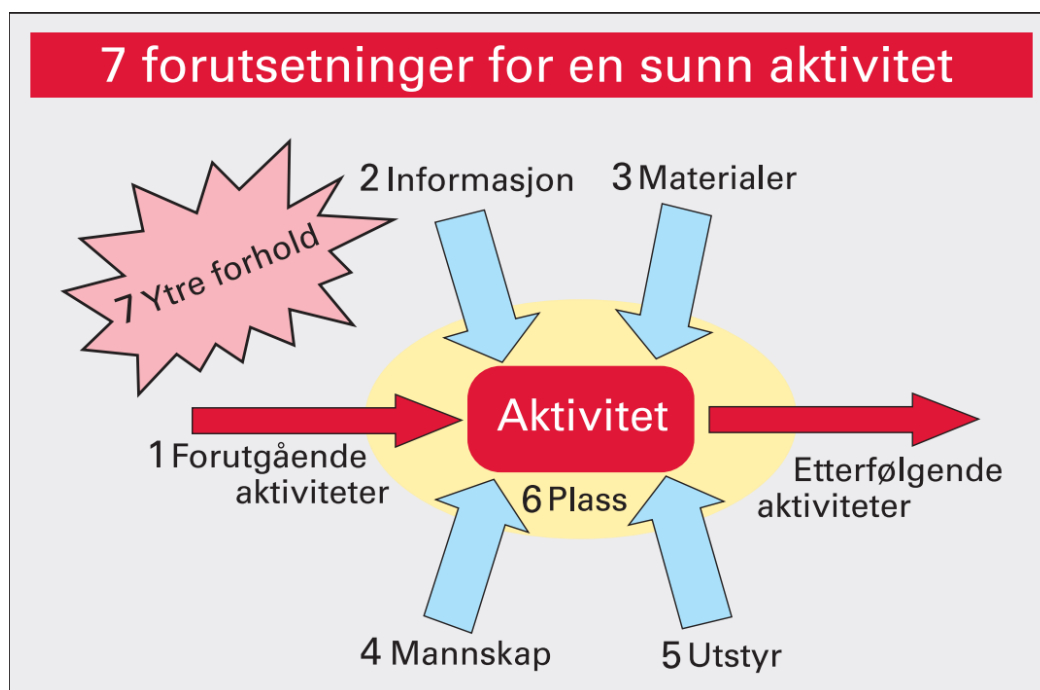 7 forutsetninger for en sunn aktivitet
2 Informasjon
3 Materialer
7 Ytre forhold
Aktivitet
1 Forutgående
aktiviteter
6 Plass
Etterfølgende
aktiviteter
4 Mannskap
5 Utstyr